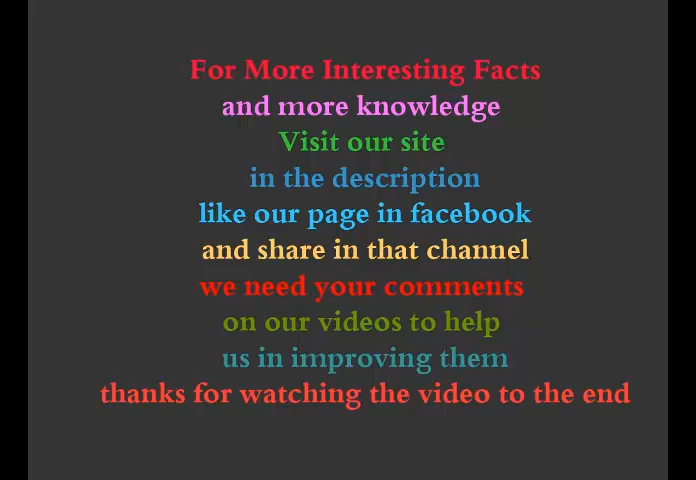 For More Interesting Facts
and more knowledge
Visit our site
in the description
like our page in facebook
and share in that channel
we need your comments
on our videos to help
us in improving them
thanks for watching the video to the end